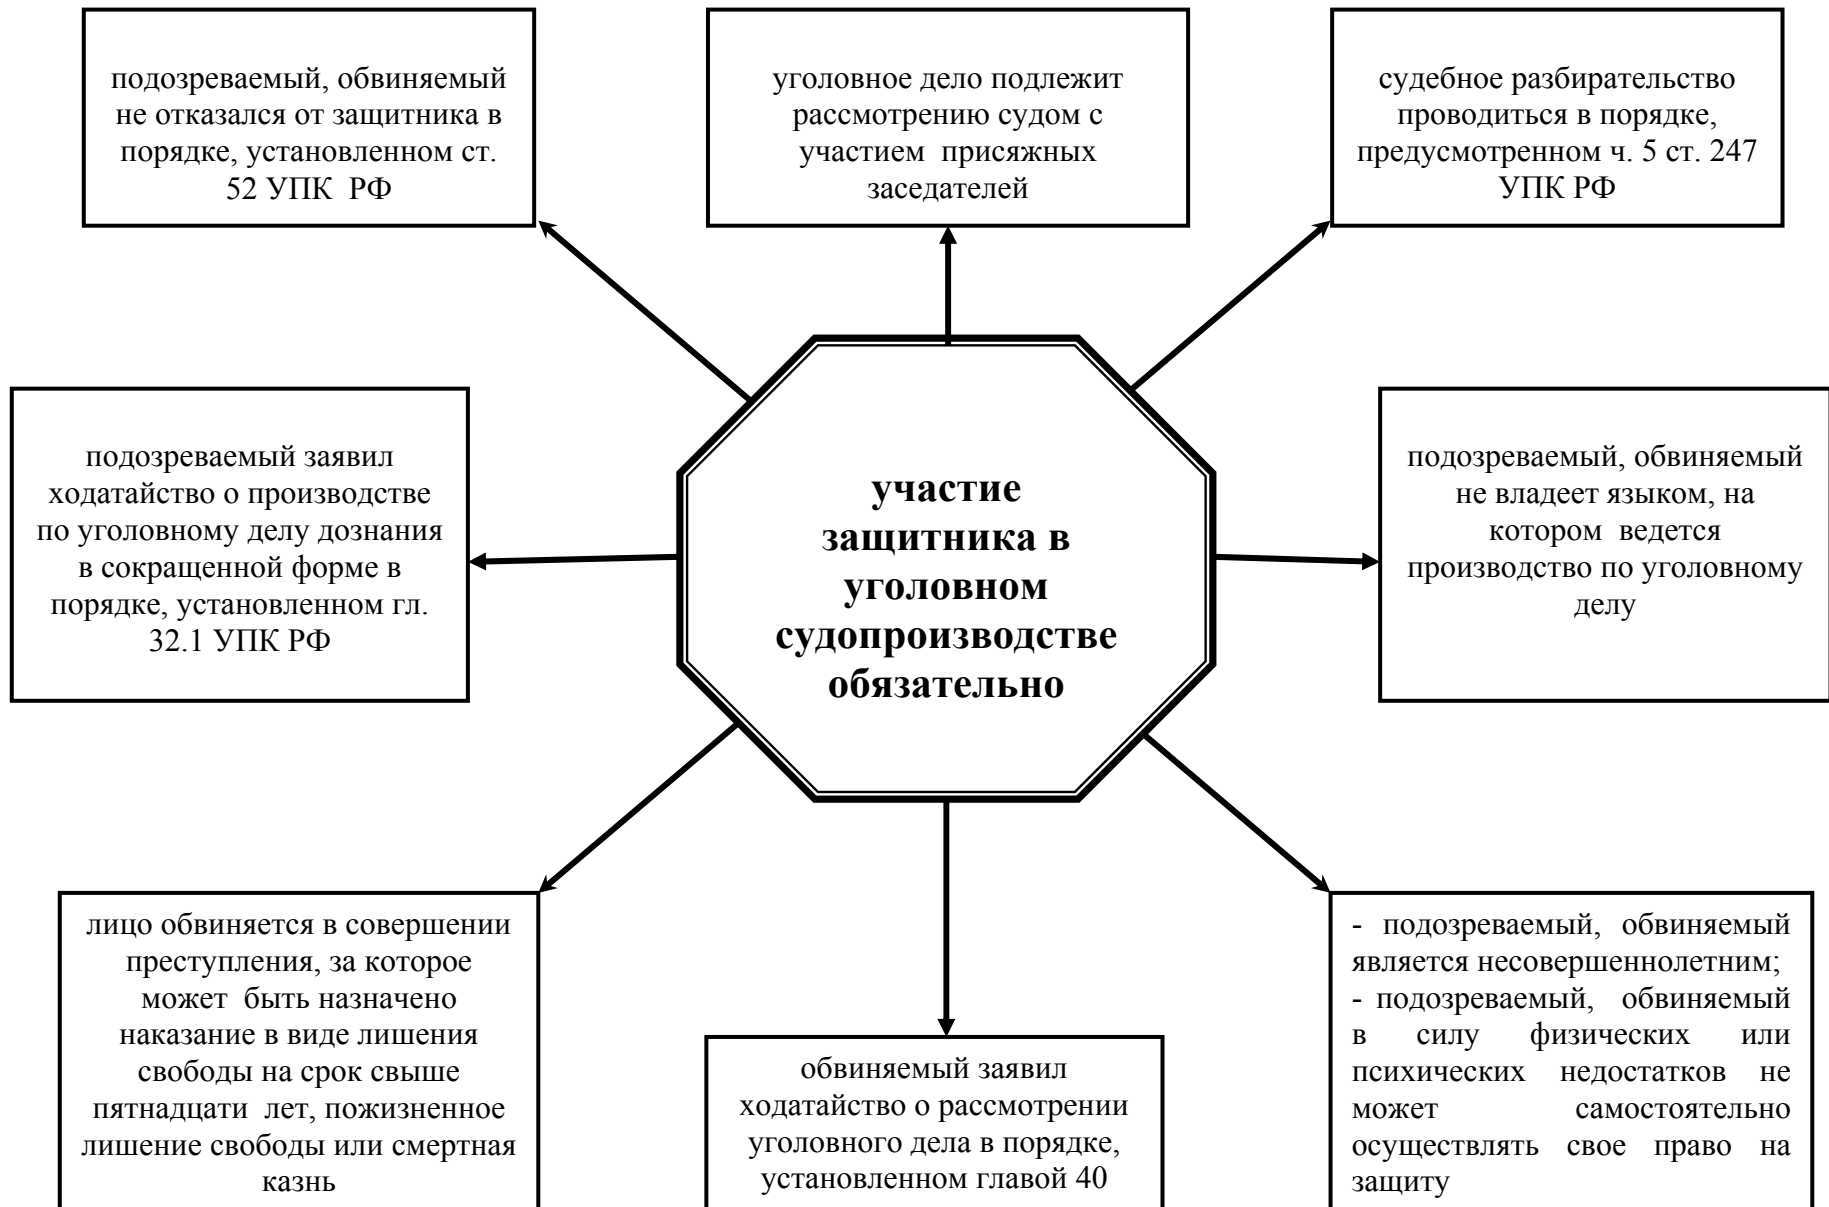 подозреваемый, обвиняемый
не отказался от защитника в
порядке, установленном ст.
52 УПК РФ
уголовное дело подлежит
рассмотрению судом с
участием присяжных
заседателей
судебное разбирательство
проводиться в порядке,
предусмотренном ч. 5 ст. 247
УПК РФ
подозреваемый заявил
ходатайство о производстве
по уголовному делу дознания
в сокращенной форме в
порядке, установленном гл.
32.1 УПК РФ
участие
защитника в
уголовном
судопроизводстве
обязательно
подозреваемый, обвиняемый
не владеет языком, на
котором ведется
производство по уголовному
делу
лицо обвиняется в совершении
преступления, за которое
может быть назначено
наказание в виде лишения
свободы на срок свыше
пятнадцати лет, пожизненное
лишение свободы или смертная
казнь
обвиняемый заявил
ходатайство о рассмотрении
уголовного дела в порядке,
установленном главой 40
- подозреваемый, обвиняемый
является несовершеннолетним;
- подозреваемый, обвиняемый
в силу физических или
психических недостатков не
может самостоятельно
осуществлять свое право на
защиту